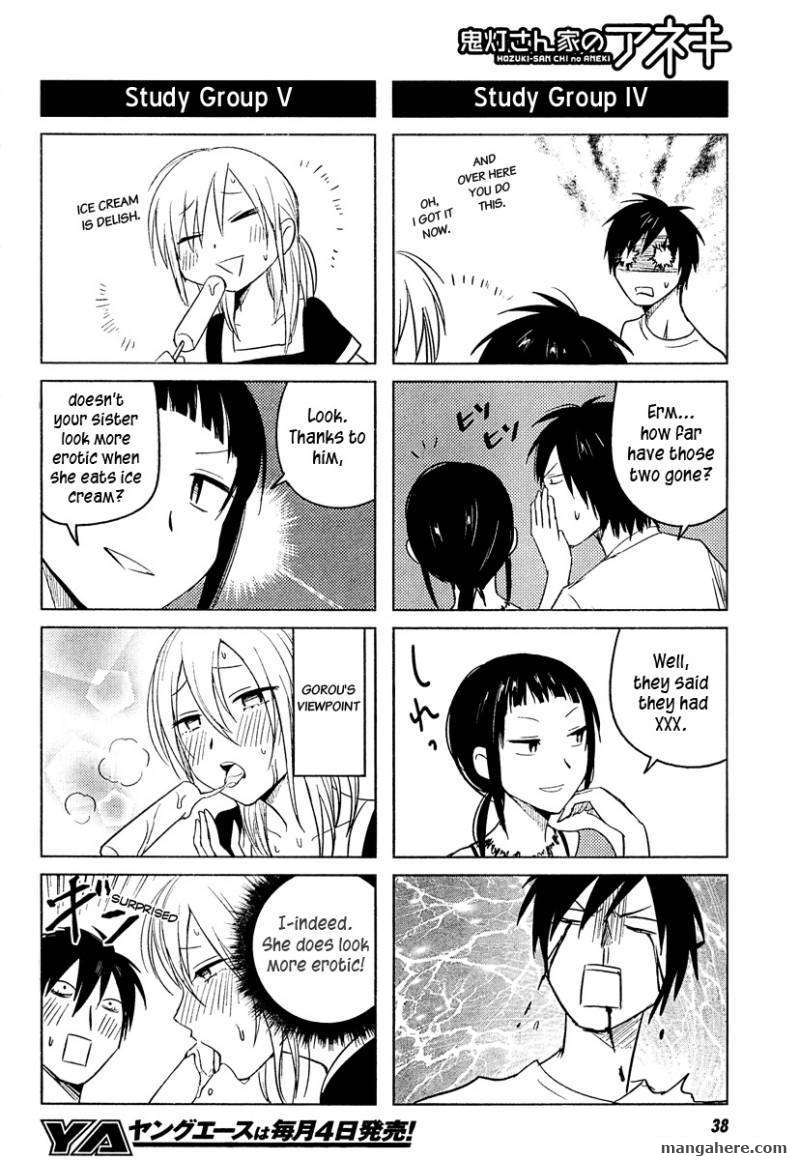 鬼灯さん家のアネキ
HOZUKI-SAN CHI no ANEKI
Study Group IV
AND
OVER HERE
YOU DO
THIS.
OH,
I GOT IT
NOW.
Erm...
how far
have those
two gone?
ヒソ
ヒソ
Well,
they said
they had
XXX.
しれっ
Study Group V
ICE CREAM
IS DELISH.
Look.
Thanks to
him,
doesn't
your sister
look more
erotic when
she eats ice
cream?
GOROU'S
VIEWPOINT
I-indeed.
She does look
more erotic!
SURPRISED
ギン
YA ヤングエースは毎月4日発売!
38
mangahere.com